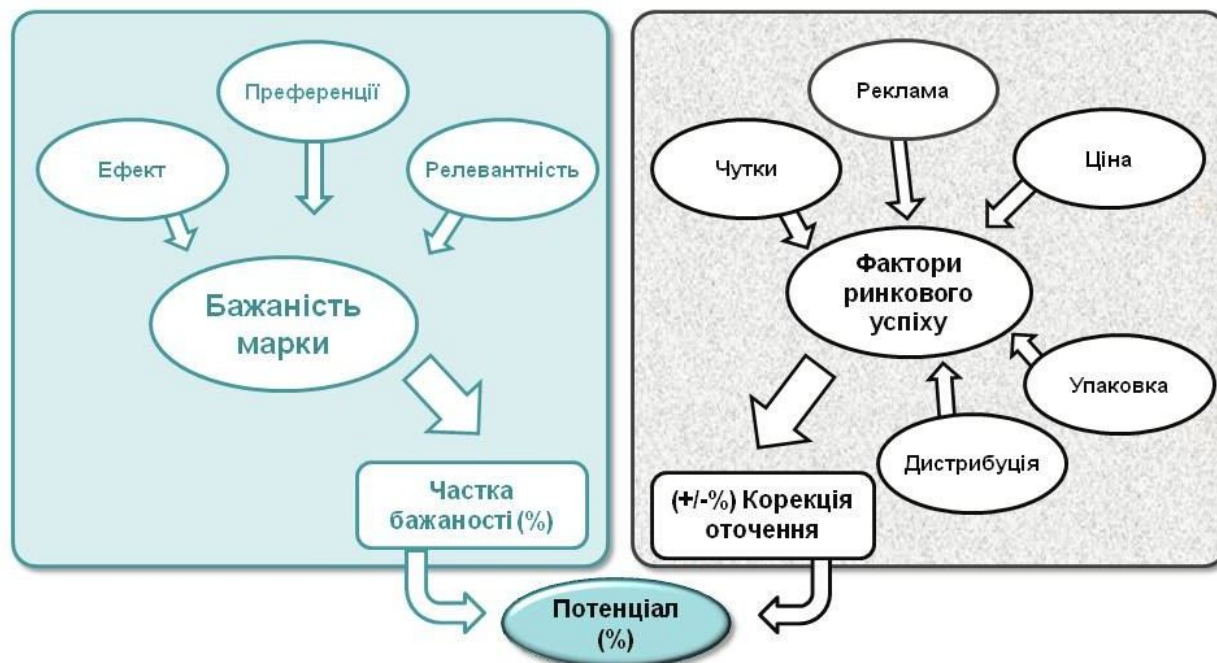 Преференції
Ефект
Релевантність
Бажаність
марки
Частка
бажаності (%)
Реклама
Чутки
Ціна
Фактори
ринкового
успіху
Упаковка
Дистрибуція
(+/-%) Корекція
оточення
Потенціал
(%)